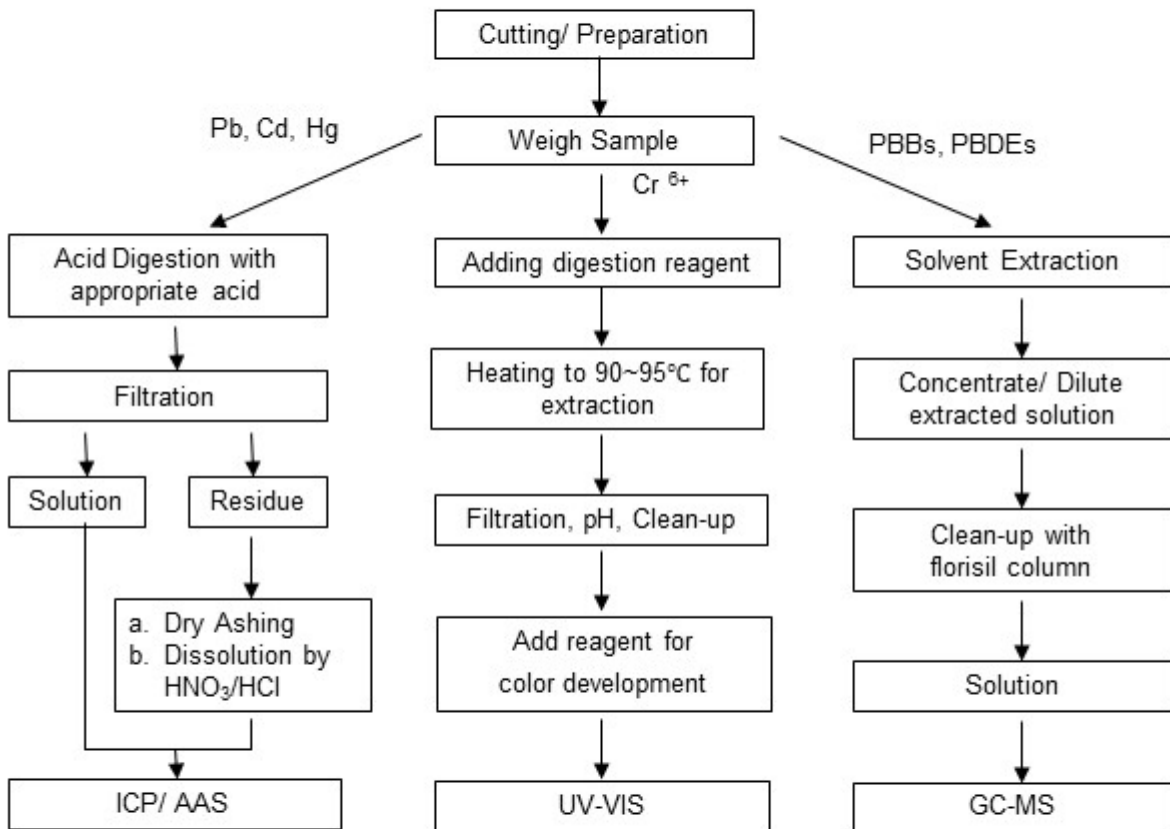 Cutting/ Preparation
Weigh Sample
Pb, Cd, Hg
Cr ⁶⁺
PBBs, PBDEs
Acid Digestion with
appropriate acid
Filtration
Solution
Residue
a. Dry Ashing
b. Dissolution by
HNO₃/HCl
ICP/ AAS
Adding digestion reagent
Heating to 90~95℃ for
extraction
Filtration, pH, Clean-up
Add reagent for
color development
UV-VIS
Solvent Extraction
Concentrate/ Dilute
extracted solution
Clean-up with
florisil column
Solution
GC-MS